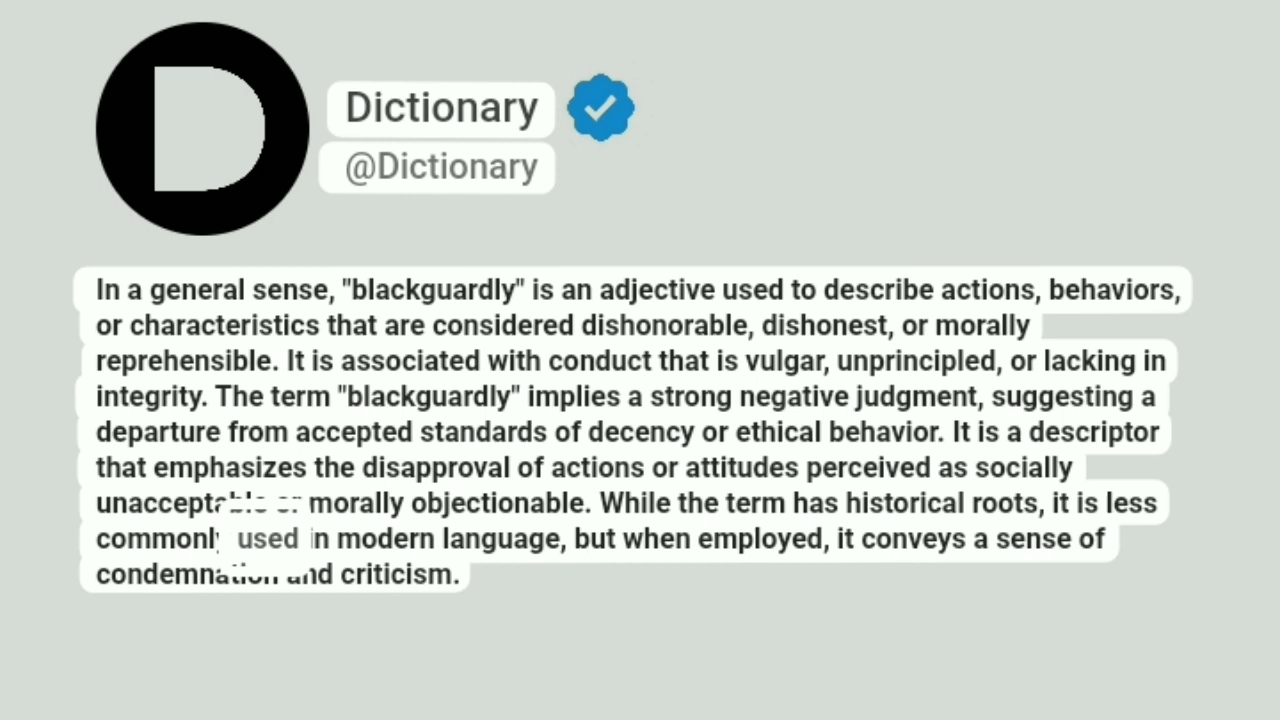 D
Dictionary
@Dictionary
In a general sense, "blackguardly" is an adjective used to describe actions, behaviors,
or characteristics that are considered dishonorable, dishonest, or morally
reprehensible. It is associated with conduct that is vulgar, unprincipled, or lacking in
integrity. The term "blackguardly" implies a strong negative judgment, suggesting a
departure from accepted standards of decency or ethical behavior. It is a descriptor
that emphasizes the disapproval of actions or attitudes perceived as socially
unacceptable or morally objectionable. While the term has historical roots, it is less
commonly used in modern language, but when employed, it conveys a sense of
condemnation and criticism.